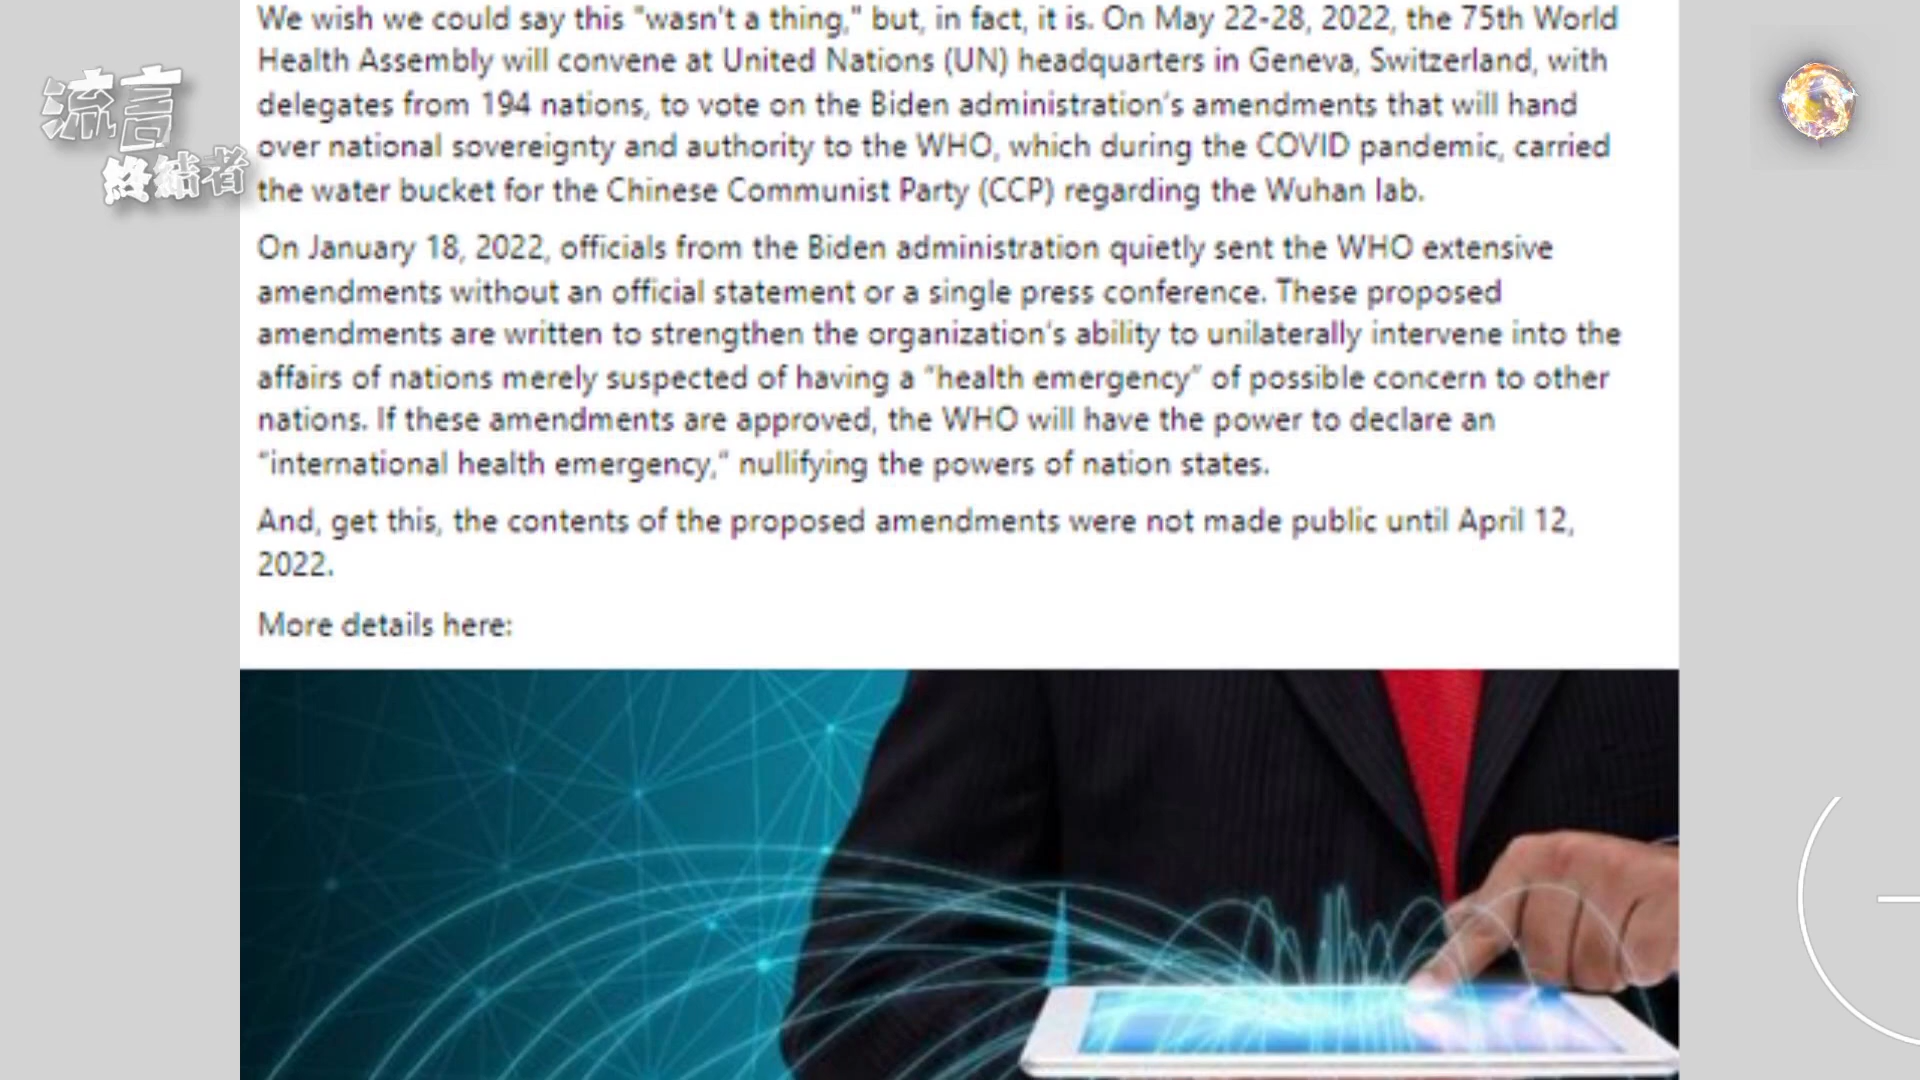 We wish we could say this "wasn't a thing," but, in fact, it is. On May 22-28, 2022, the 75th World
Health Assembly will convene at United Nations (UN) headquarters in Geneva, Switzerland, with
delegates from 194 nations, to vote on the Biden administration's amendments that will hand
over national sovereignty and authority to the WHO, which during the COVID pandemic, carried
the water bucket for the Chinese Communist Party (CCP) regarding the Wuhan lab.
On January 18, 2022, officials from the Biden administration quietly sent the WHO extensive
amendments without an official statement or a single press conference. These proposed
amendments are written to strengthen the organization's ability to unilaterally intervene into the
affairs of nations merely suspected of having a "health emergency" of possible concern to other
nations. If these amendments are approved, the WHO will have the power to declare an
"international health emergency," nullifying the powers of nation states.
And, get this, the contents of the proposed amendments were not made public until April 12,
2022.
More details here:
流言
終結者